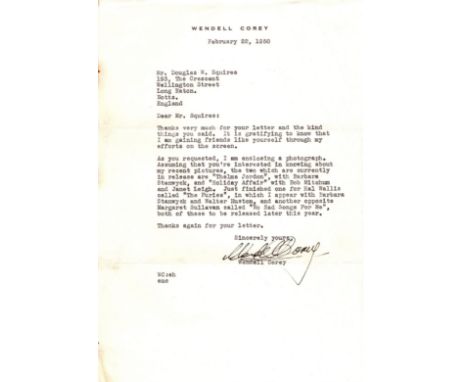 WENDELL COREY
February 22, 1950
Mr. Douglas W. Squires
153, The Crescent
Wellington Street
Long Eaton.
Notts.
England
Dear Mr. Squires:
Thanks very much for your letter and the kind
things you said. It is gratifying to know that
I am gaining friends like yourself through my
efforts on the screen.
As you requested, I am enclosing a photograph.
Assuming that you're interested in knowing about
my recent pictures, the two which are currently
in release are "Thelma Jordon", with Barbara
Stanwyck, and "Holiday Affair" with Bob Mitchum
and Janet Leigh. Just finished one for Hal Wallis
called "The Furies", in which I appear with Barbara
Stanwyck and Walter Huston, and another opposite
Margaret Sullavan called "No Sad Songs For Me",
both of these to be released later this year.
Thanks again for your letter.
Sincerely yours,
Wendell Corey
Wendell Corey
WC:eh
enc